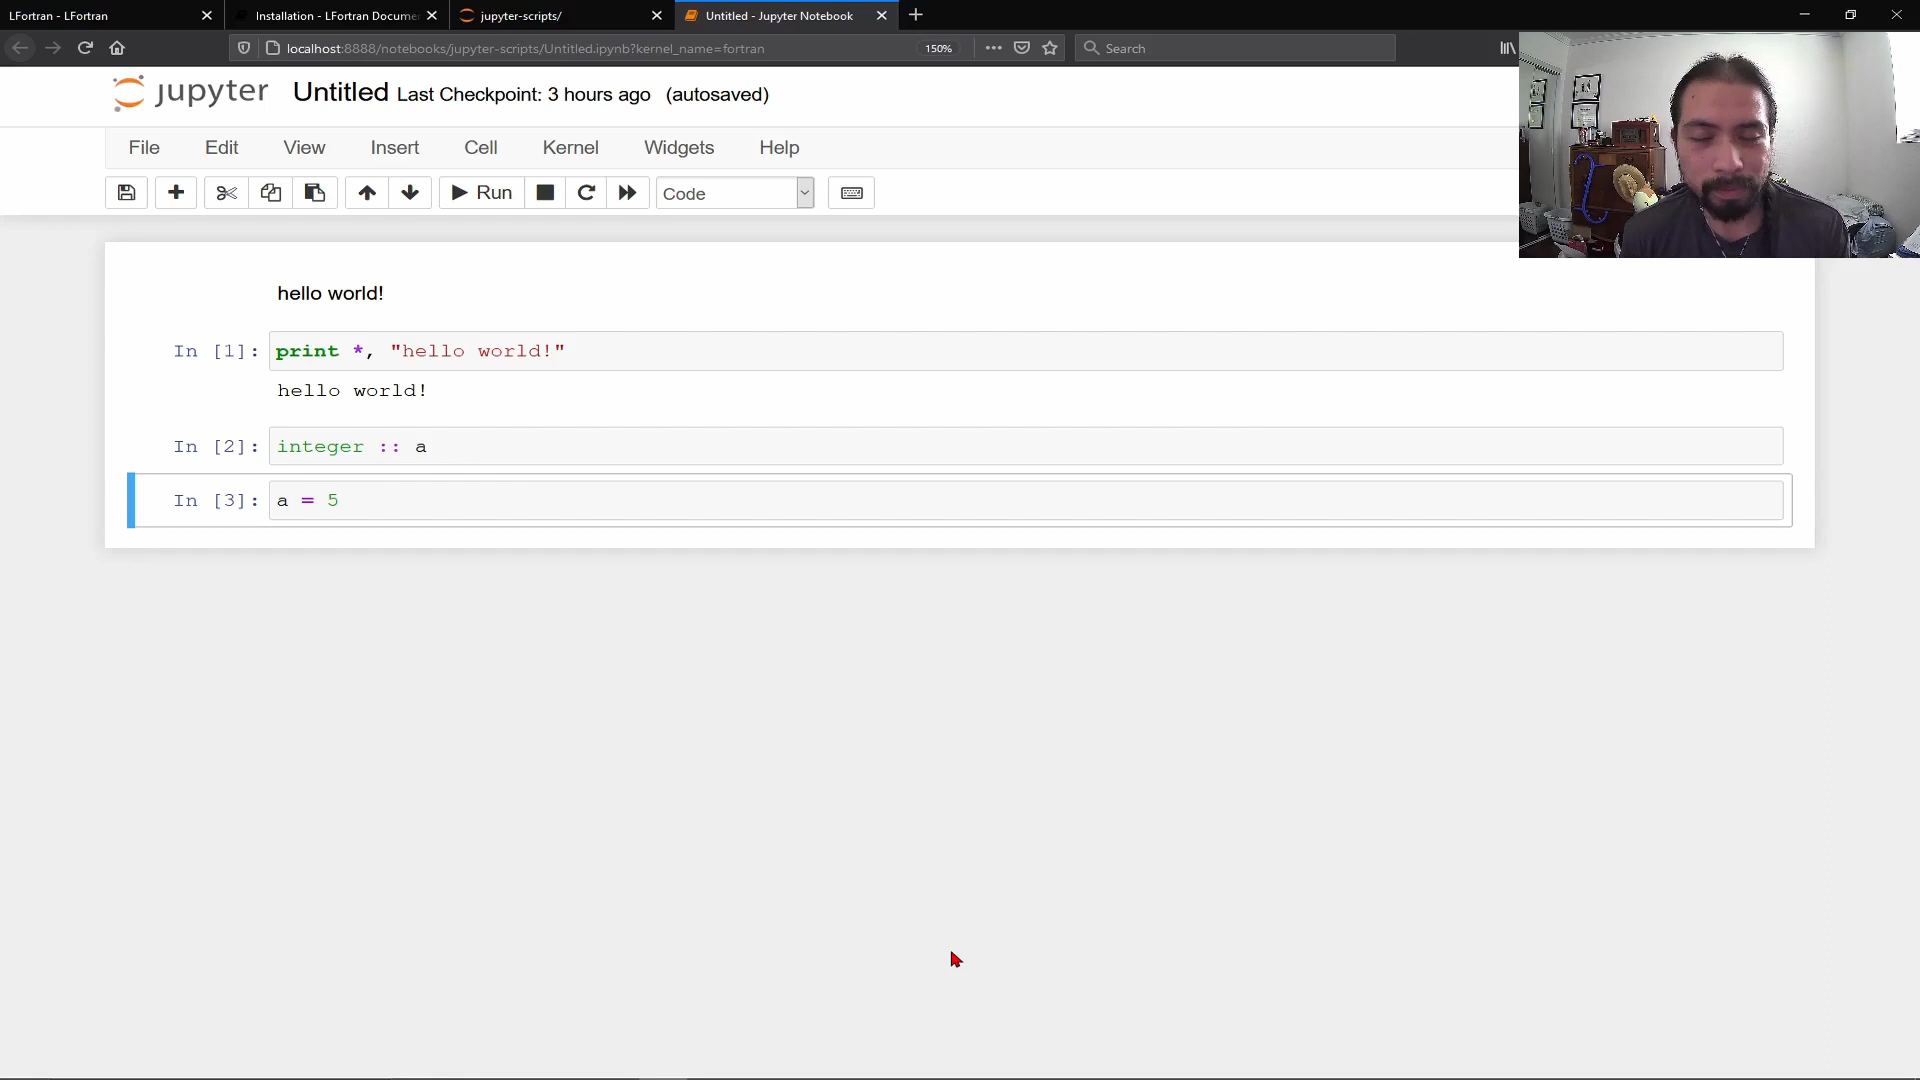 LFortran - LFortran
Installation - LFortran Docume
jupyter-scripts/
Untitled - Jupyter Notebook
localhost:8888/notebooks/jupyter-scripts/Untitled.ipynb?kernel_name=fortran
150%
Search
jupyter
Untitled Last Checkpoint: 3 hours ago (autosaved)
File Edit View Insert Cell Kernel Widgets Help
Run
Code
hello world!
In [1]: print *, "hello world!"
hello world!
In [2]: integer :: a
In [3]: a = 5